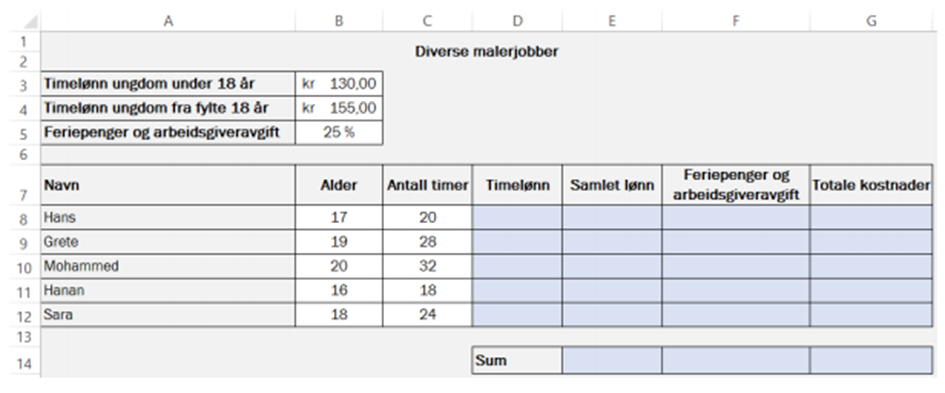 A B C D E F G
1
2 Diverse malerjobber
3 Timelønn ungdom under 18 år kr 130,00
4 Timelønn ungdom fra fylte 18 år kr 155,00
5 Feriepenger og arbeidsgiveravgift 25 %
6
7 Navn Alder Antall timer Timelønn Samlet lønn Feriepenger og arbeidsgiveravgift Totale kostnader
8 Hans 17 20
9 Grete 19 28
10 Mohammed 20 32
11 Hanan 16 18
12 Sara 18 24
13
14 Sum